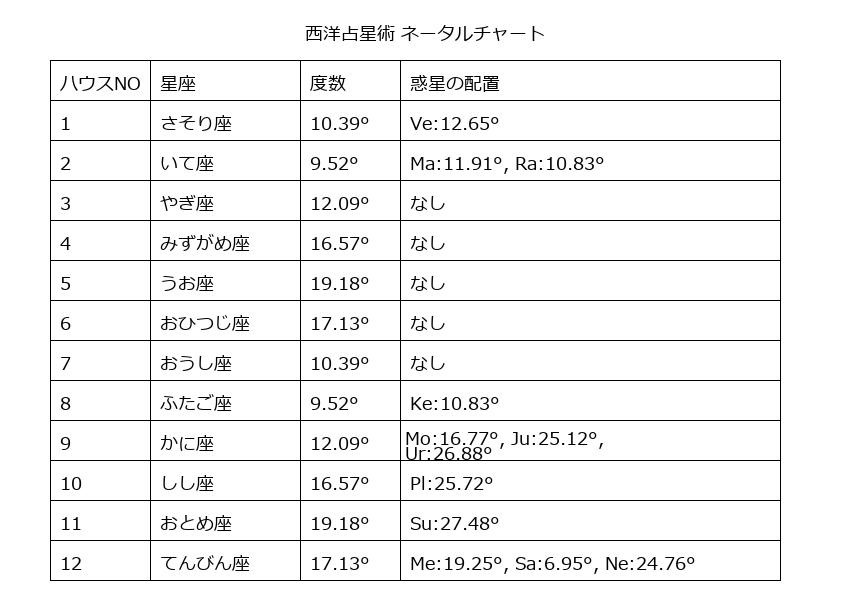 西洋占星術 ネータルチャート
ハウスNO 星座 度数 惑星の配置
1 さそり座 10.39° Ve:12.65°
2 いて座 9.52° Ma:11.91°, Ra:10.83°
3 やぎ座 12.09° なし
4 みずがめ座 16.57° なし
5 うお座 19.18° なし
6 おひつじ座 17.13° なし
7 おうし座 10.39° なし
8 ふたご座 9.52° Ke:10.83°
9 かに座 12.09° Mo:16.77°, Ju:25.12°,
Ur:26.88°
10 しし座 16.57° Pl:25.72°
11 おとめ座 19.18° Su:27.48°
12 てんびん座 17.13° Me:19.25°, Sa:6.95°, Ne:24.76°